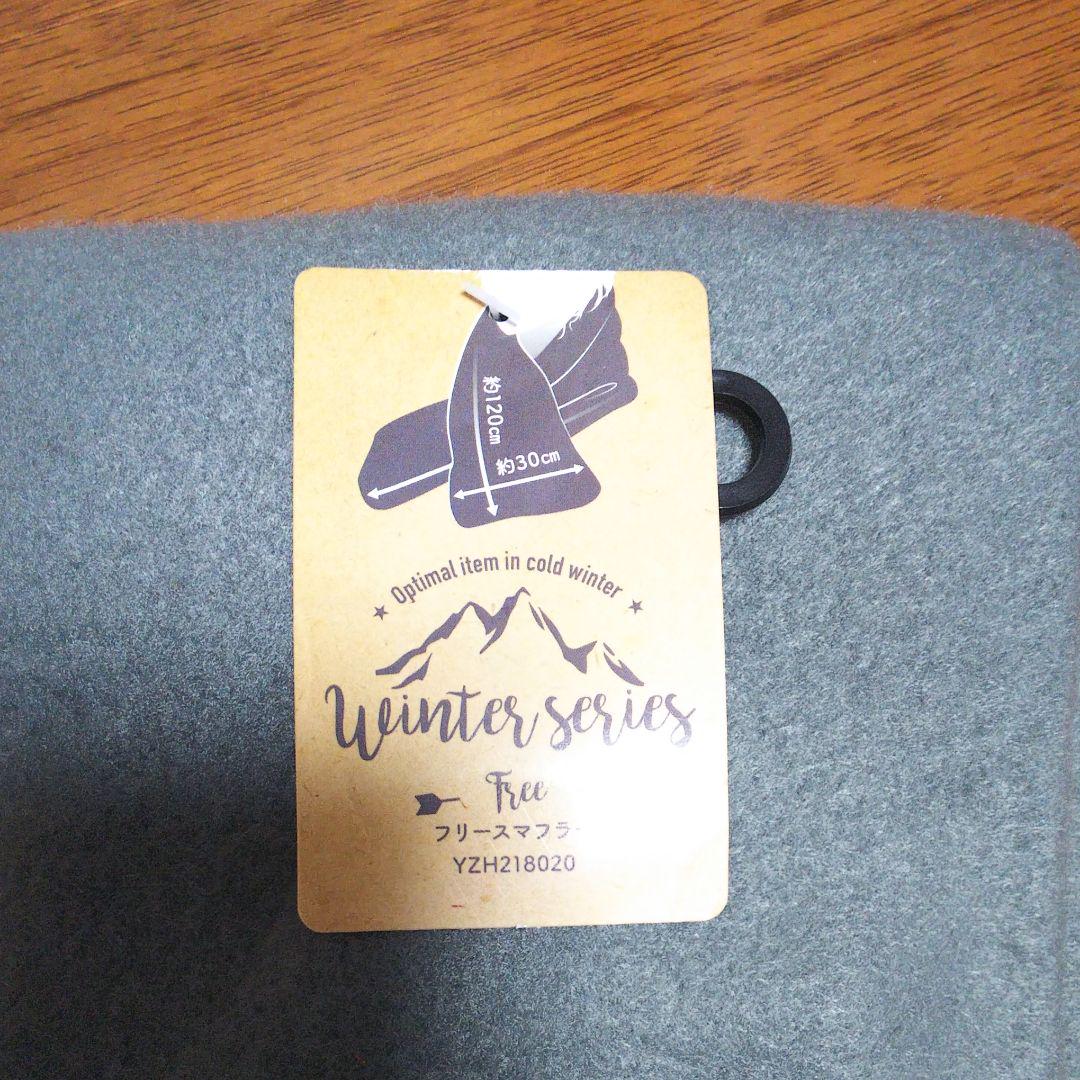 約120cm
約30cm
Optimal item in cold winter
Winter series
Free
フリースマフラー
YZH218020